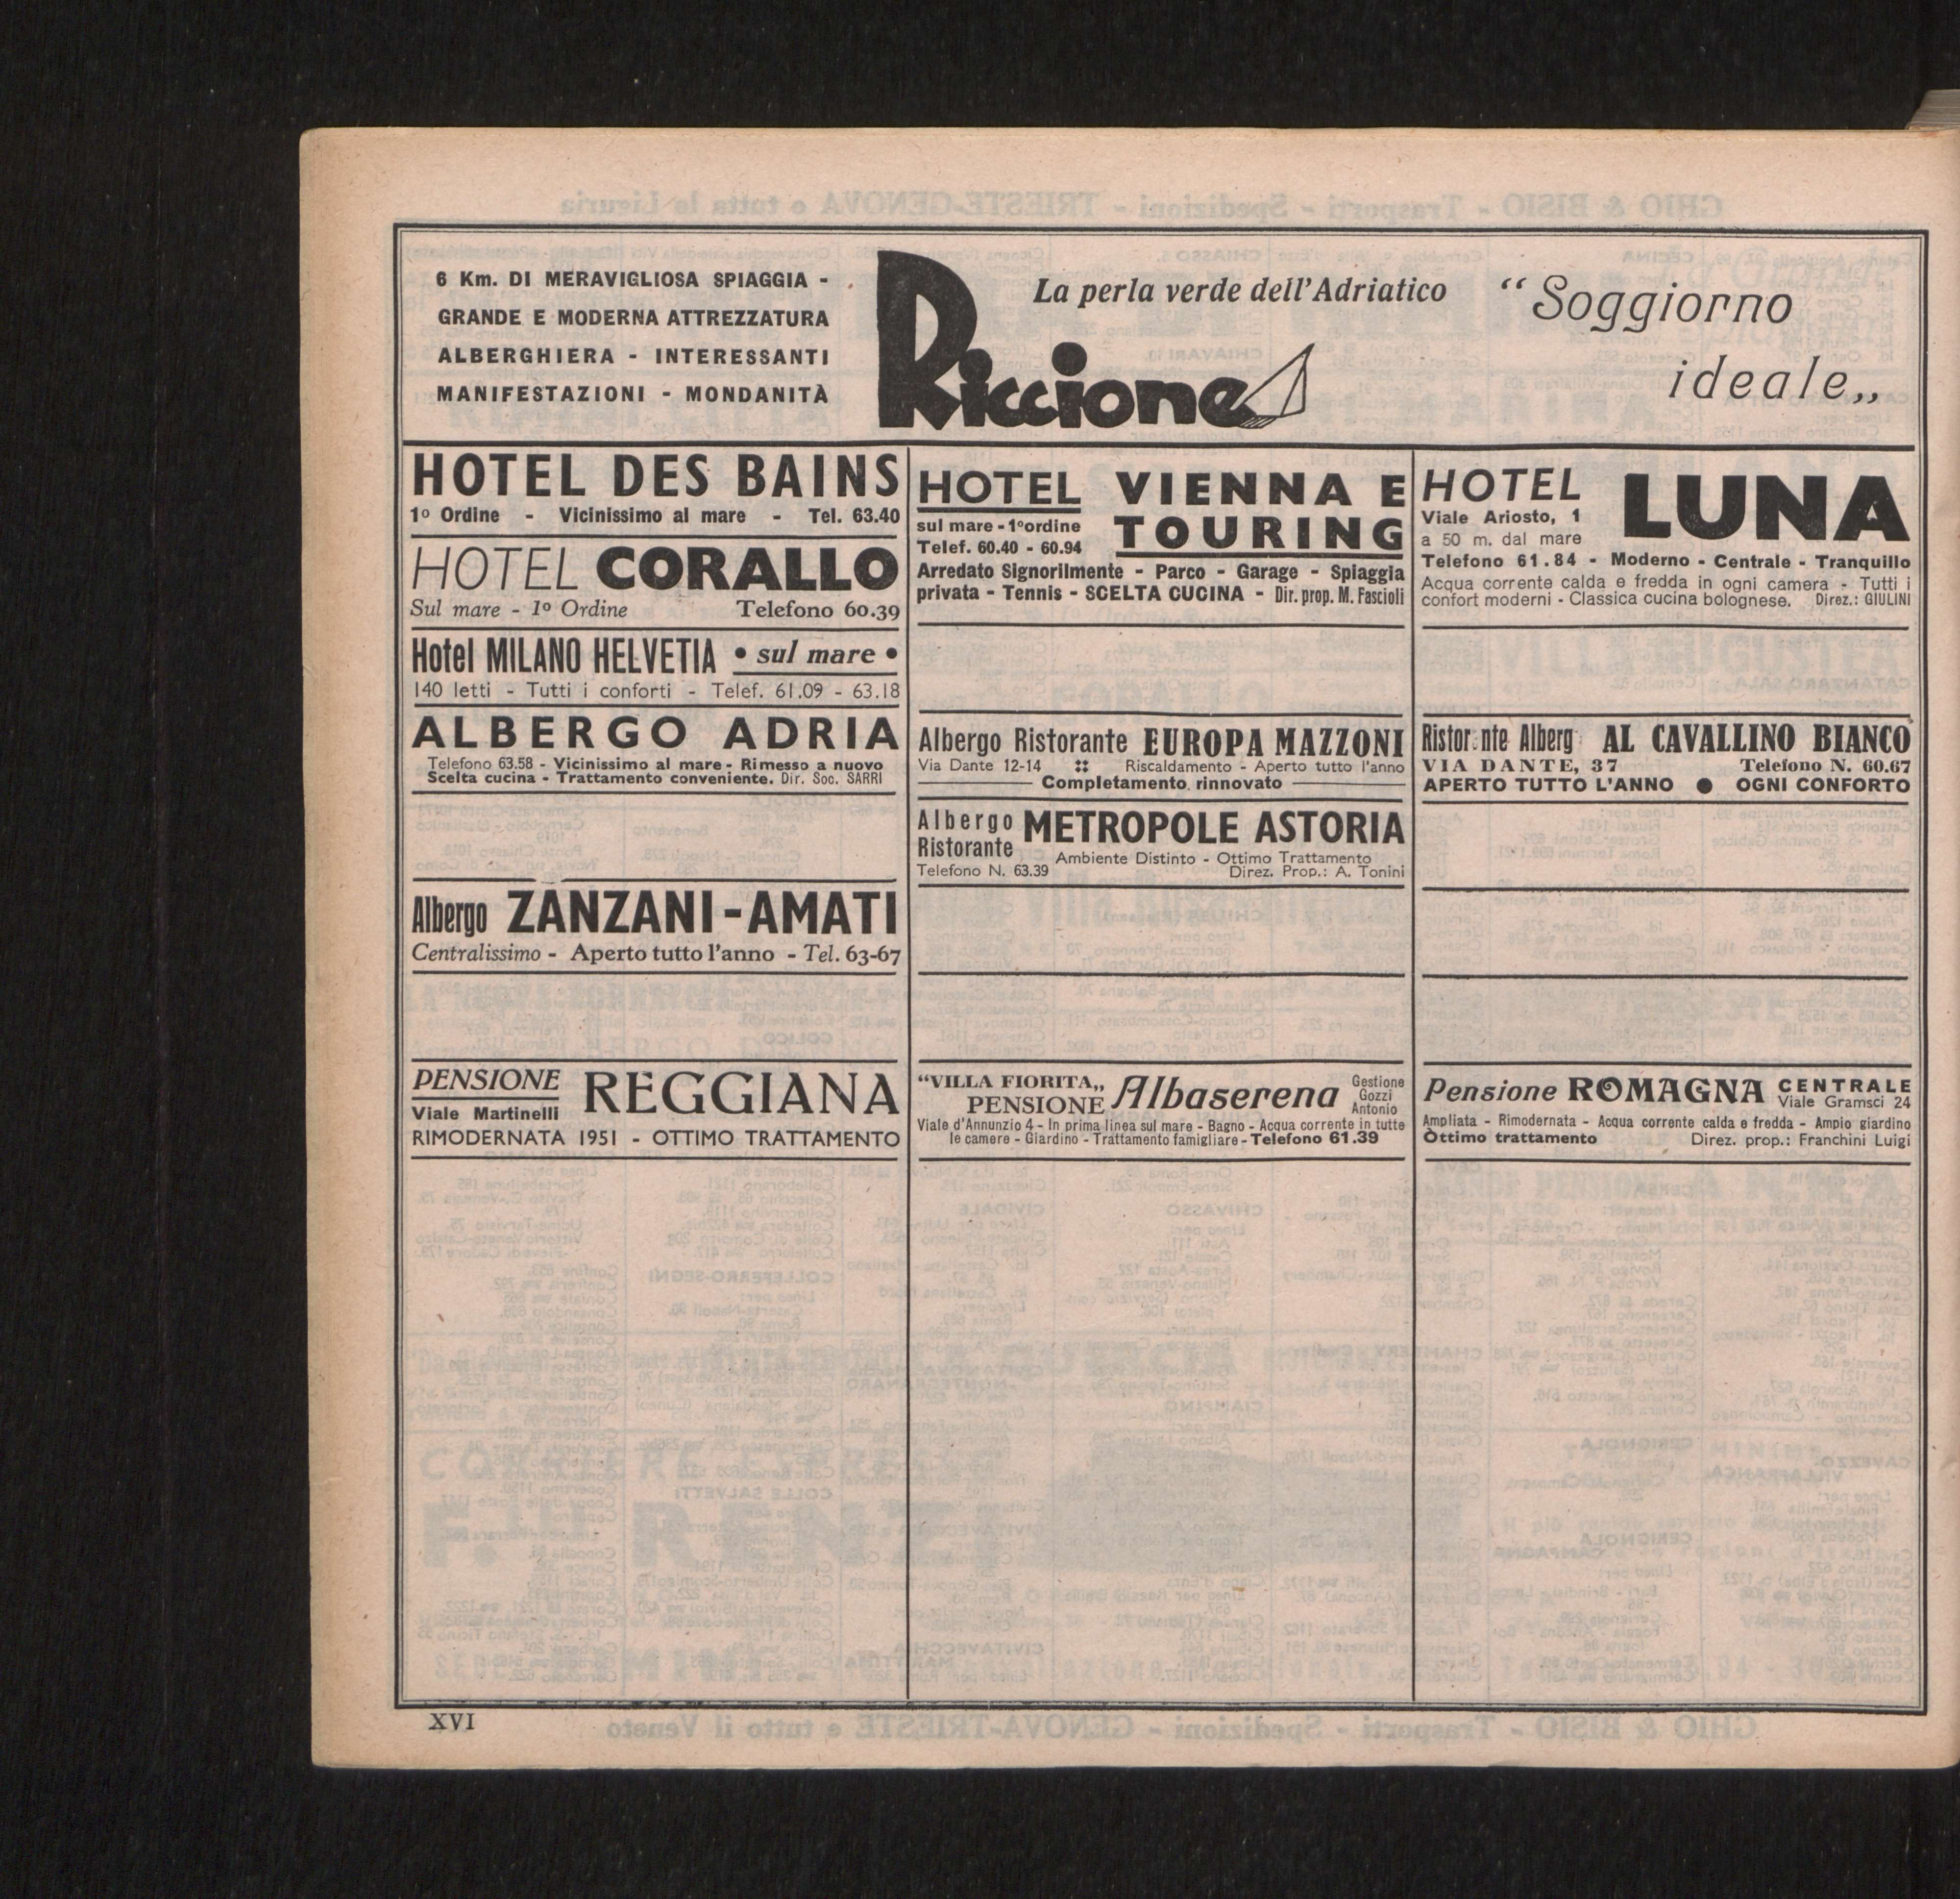 6 Km. DI MERAVIGLIOSA SPIAGGIA -
GRANDE E MODERNA ATTREZZATURA
ALBERGHIERA - INTERESSANTI
MANIFESTAZIONI - MONDANITÀ
Riccione
La perla verde dell'Adriatico
"Soggiorno
ideale„
HOTEL DES BAINS
1º Ordine - Vicinissimo al mare - Tel. 63.40
HOTEL CORALLO
Sul mare - 1º Ordine Telefono 60.39
Hotel MILANO HELVETIA • sul mare •
140 letti - Tutti i conforti - Telef. 61.09 - 63.18
ALBERGO ADRIA
Telefono 63.58 - Vicinissimo al mare - Rimesso a nuovo
Scelta cucina - Trattamento conveniente. Dir. Soc. SARRI
Albergo ZANZANI-AMATI
Centralissimo - Aperto tutto l'anno - Tel. 63-67
PENSIONE REGGIANA
Viale Martinelli
RIMODERNATA 1951 - OTTIMO TRATTAMENTO
HOTEL VIENNA E
TOURING
sul mare - 1º ordine
Telef. 60.40 - 60.94
Arredato Signorilmente - Parco - Garage - Spiaggia
privata - Tennis - SCELTA CUCINA - Dir. prop. M. Fascioli
Albergo Ristorante EUROPA MAZZONI
Via Dante 12-14 Riscaldamento - Aperto tutto l'anno
Completamento rinnovato
Albergo
Ristorante METROPOLE ASTORIA
Ambiente Distinto - Ottimo Trattamento
Telefono N. 63.39 Direz. Prop.: A. Tonini
"VILLA FIORITA„
PENSIONE Albaserena
Gestione
Gozzi
Antonio
Viale d'Annunzio 4 - In prima linea sul mare - Bagno - Acqua corrente in tutte
le camere - Giardino - Trattamento famigliare - Telefono 61.39
HOTEL LUNA
Viale Ariosto, 1
a 50 m. dal mare
Telefono 61.84 - Moderno - Centrale - Tranquillo
Acqua corrente calda e fredda in ogni camera - Tutti i
confort moderni - Classica cucina bolognese. Direz.: GIULINI
Ristor nte Alberg AL CAVALLINO BIANCO
VIA DANTE, 37 Telefono N. 60.67
APERTO TUTTO L'ANNO ● OGNI CONFORTO
Pensione ROMAGNA CENTRALE
Viale Gramsci 24
Ampliata - Rimodernata - Acqua corrente calda e fredda - Ampio giardino
Ottimo trattamento Direz. prop.: Franchini Luigi
XVI